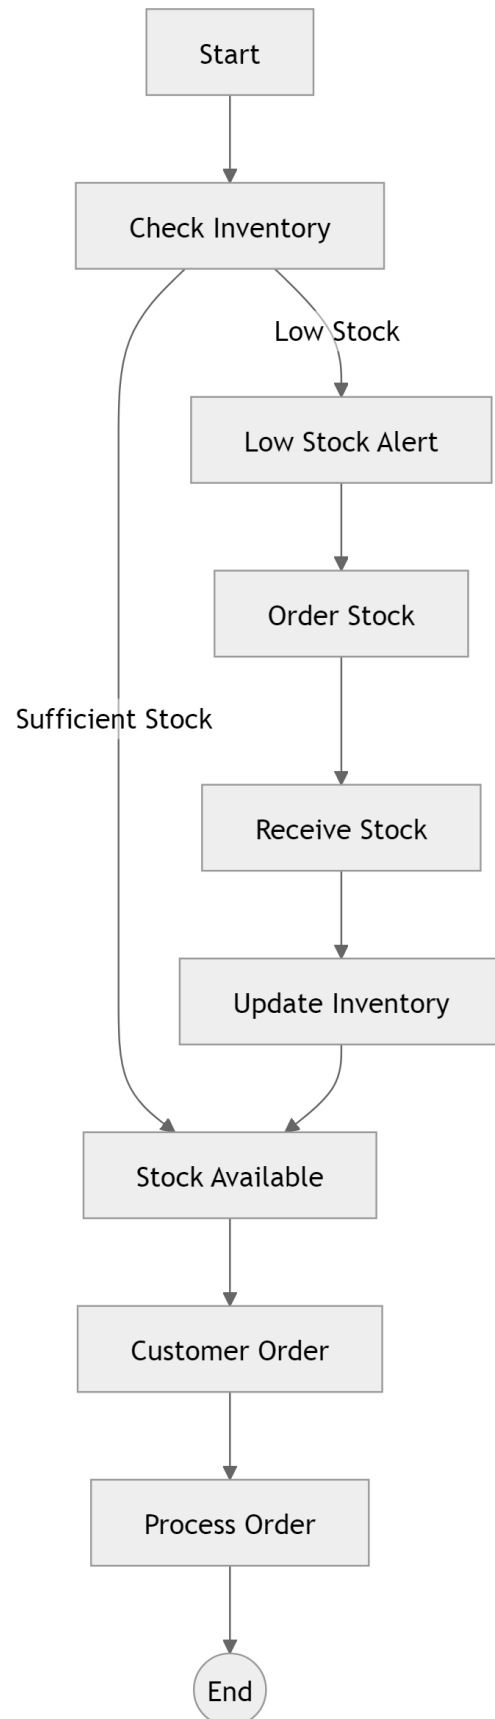 Start
Check Inventory
Low Stock
Low Stock Alert
Order Stock
Sufficient Stock
Receive Stock
Update Inventory
Stock Available
Customer Order
Process Order
End